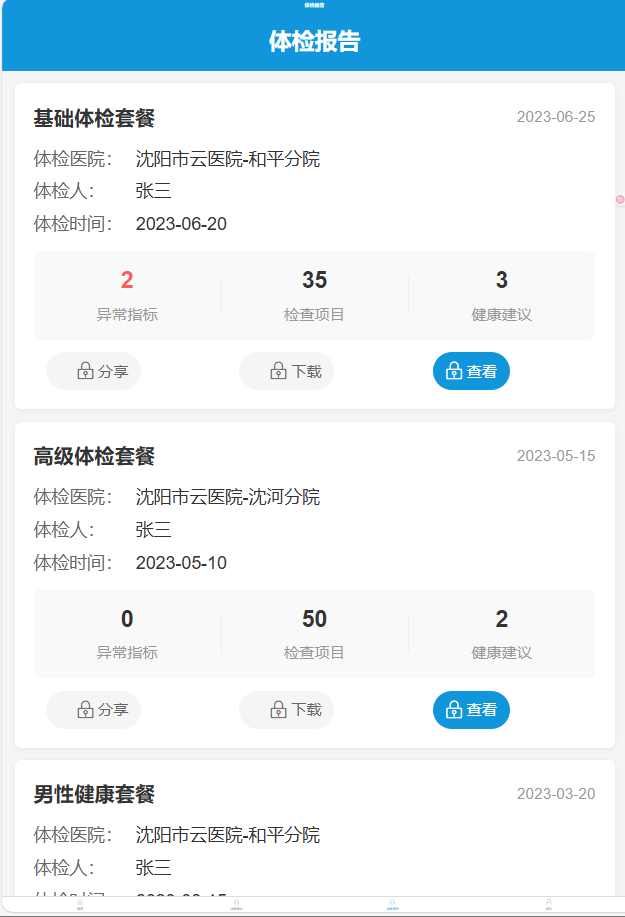 体检报告
体检报告
基础体检套餐 2023-06-25
体检医院： 沈阳市云医院-和平分院
体检人： 张三
体检时间： 2023-06-20
2 35 3
异常指标 检查项目 健康建议
分享 下载 查看
高级体检套餐 2023-05-15
体检医院： 沈阳市云医院-沈河分院
体检人： 张三
体检时间： 2023-05-10
0 50 2
异常指标 检查项目 健康建议
分享 下载 查看
男性健康套餐 2023-03-20
体检医院： 沈阳市云医院-和平分院
体检人： 张三